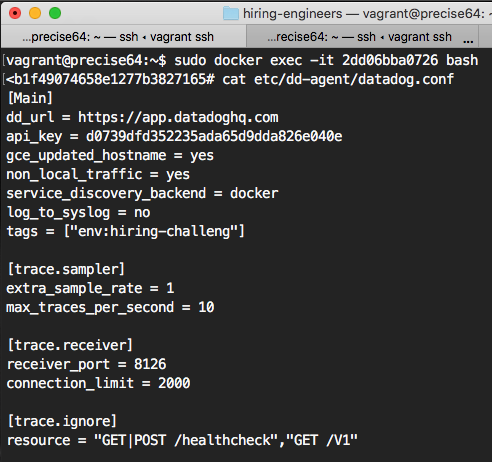 hiring-engineers — vagrant@precise64: ~
...precise64: ~ — ssh ‹ vagrant ssh
...recise64: ~ — ssh ‹ vagrant ssh ...
[vagrant@precise64:~$ sudo docker exec -it 2dd06bba0726 bash
[<b1f49074658e1277b3827165# cat etc/dd-agent/datadog.conf
[Main]
dd_url = https://app.datadoghq.com
api_key = d0739dfd352235ada65d9dda826e040e
gce_updated_hostname = yes
non_local_traffic = yes
service_discovery_backend = docker
log_to_syslog = no
tags = ["env:hiring-challeng"]
[trace.sampler]
extra_sample_rate = 1
max_traces_per_second = 10
[trace.receiver]
receiver_port = 8126
connection_limit = 2000
[trace.ignore]
resource = "GET|POST /healthcheck","GET /V1"